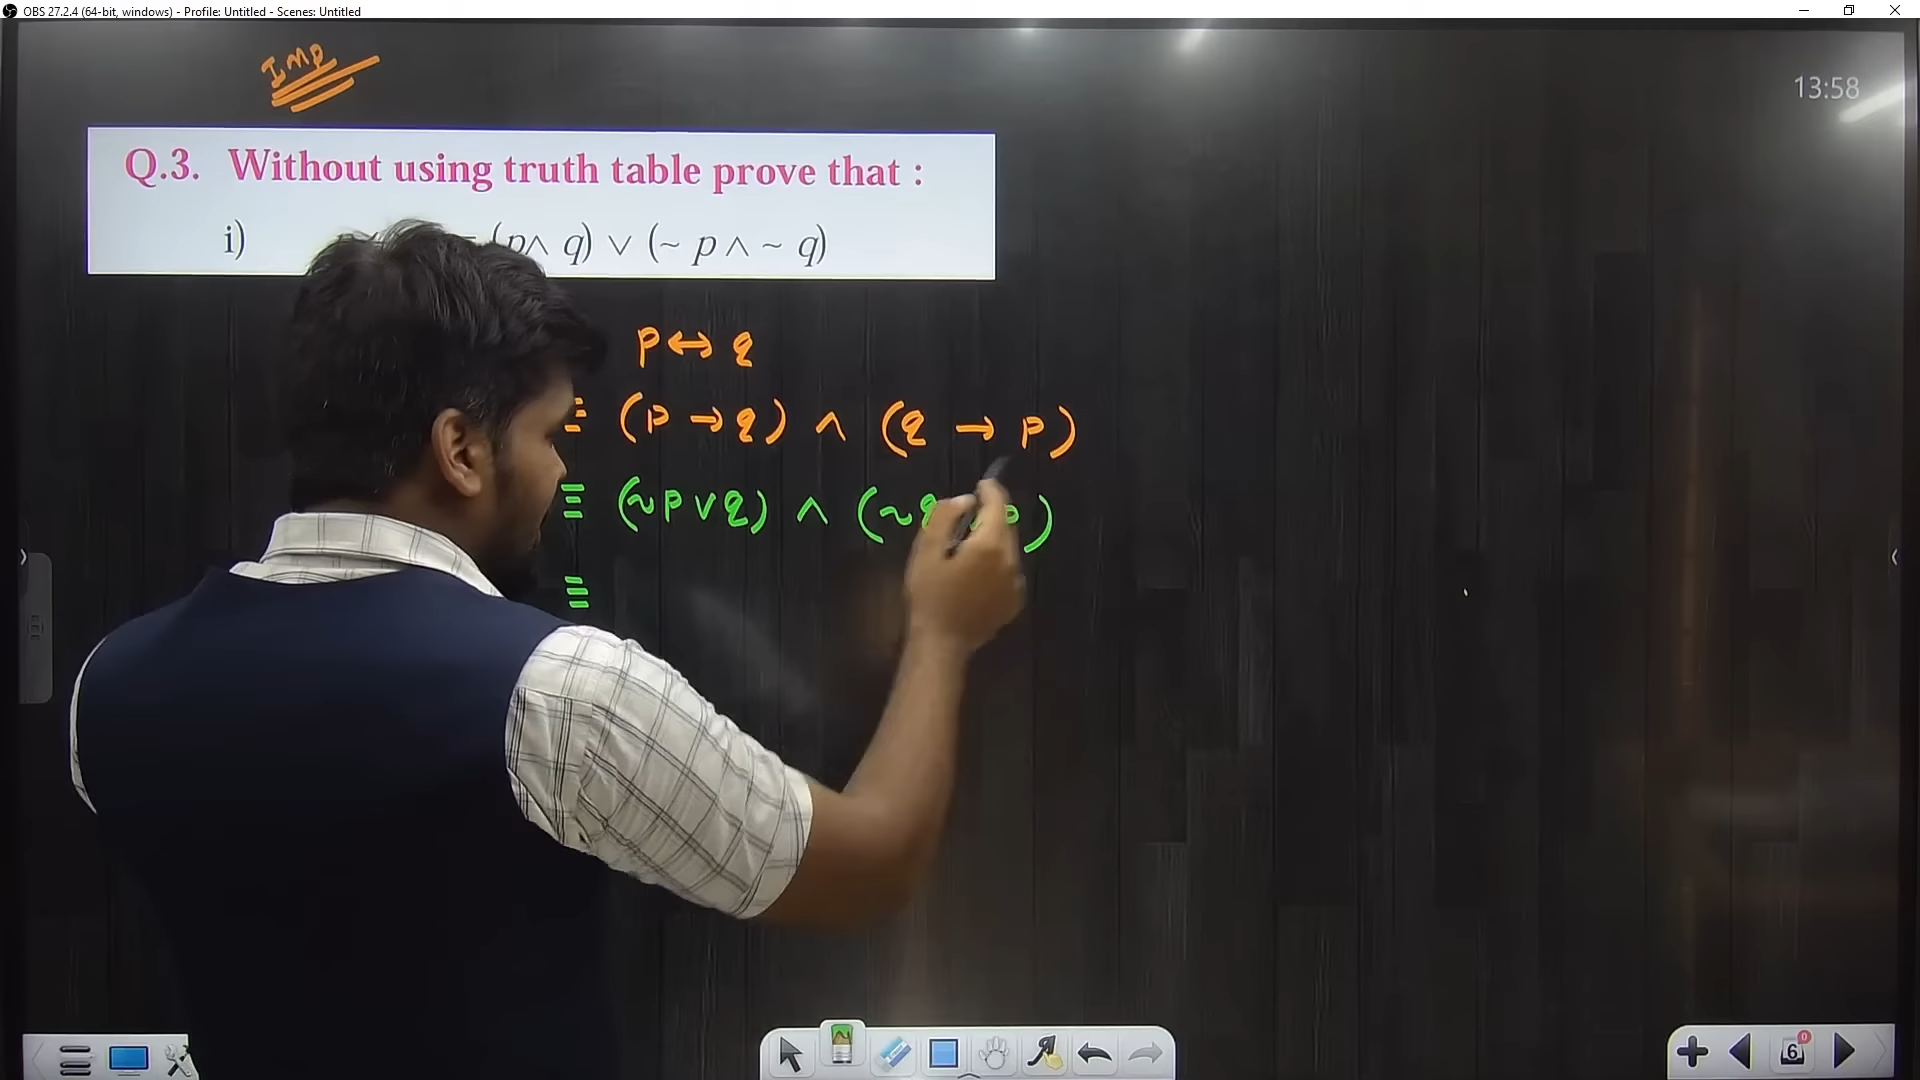 OBS 27.2.4 (64-bit, windows) - Profile: Untitled - Scenes: Untitled
IMP
13:58
Q.3. Without using truth table prove that :
i) (p∧ q) ∨ (~ p ∧ ~ q)
p↔q
≡ (p→q) ∧ (q→p)
≡ (~p∨q) ∧ (~q p)
≡
6
0